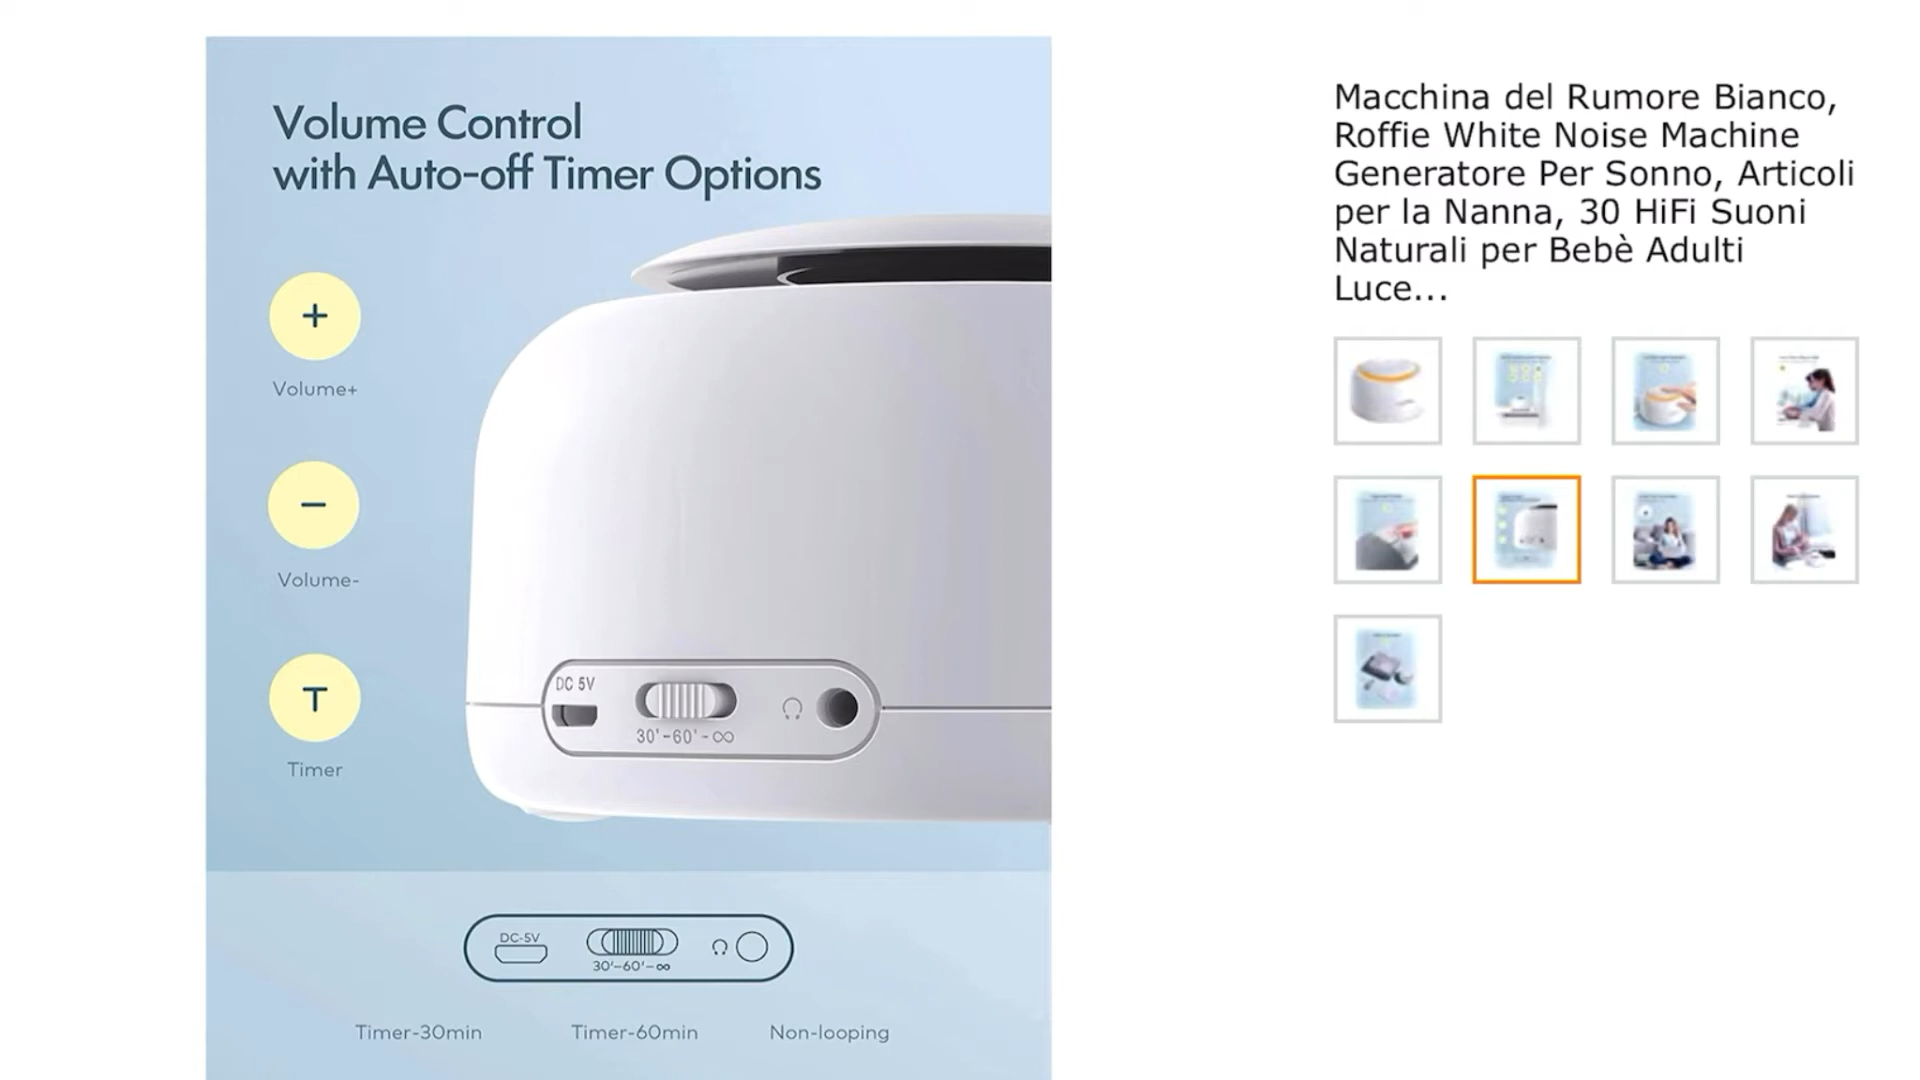 Volume Control
with Auto-off Timer Options
+
Volume+
-
Volume-
T
Timer
DC 5V
30'-60'-∞
DC-5V
30'-60'-∞
Timer-30min Timer-60min Non-looping
Macchina del Rumore Bianco,
Roffie White Noise Machine
Generatore Per Sonno, Articoli
per la Nanna, 30 HiFi Suoni
Naturali per Bebè Adulti
Luce...